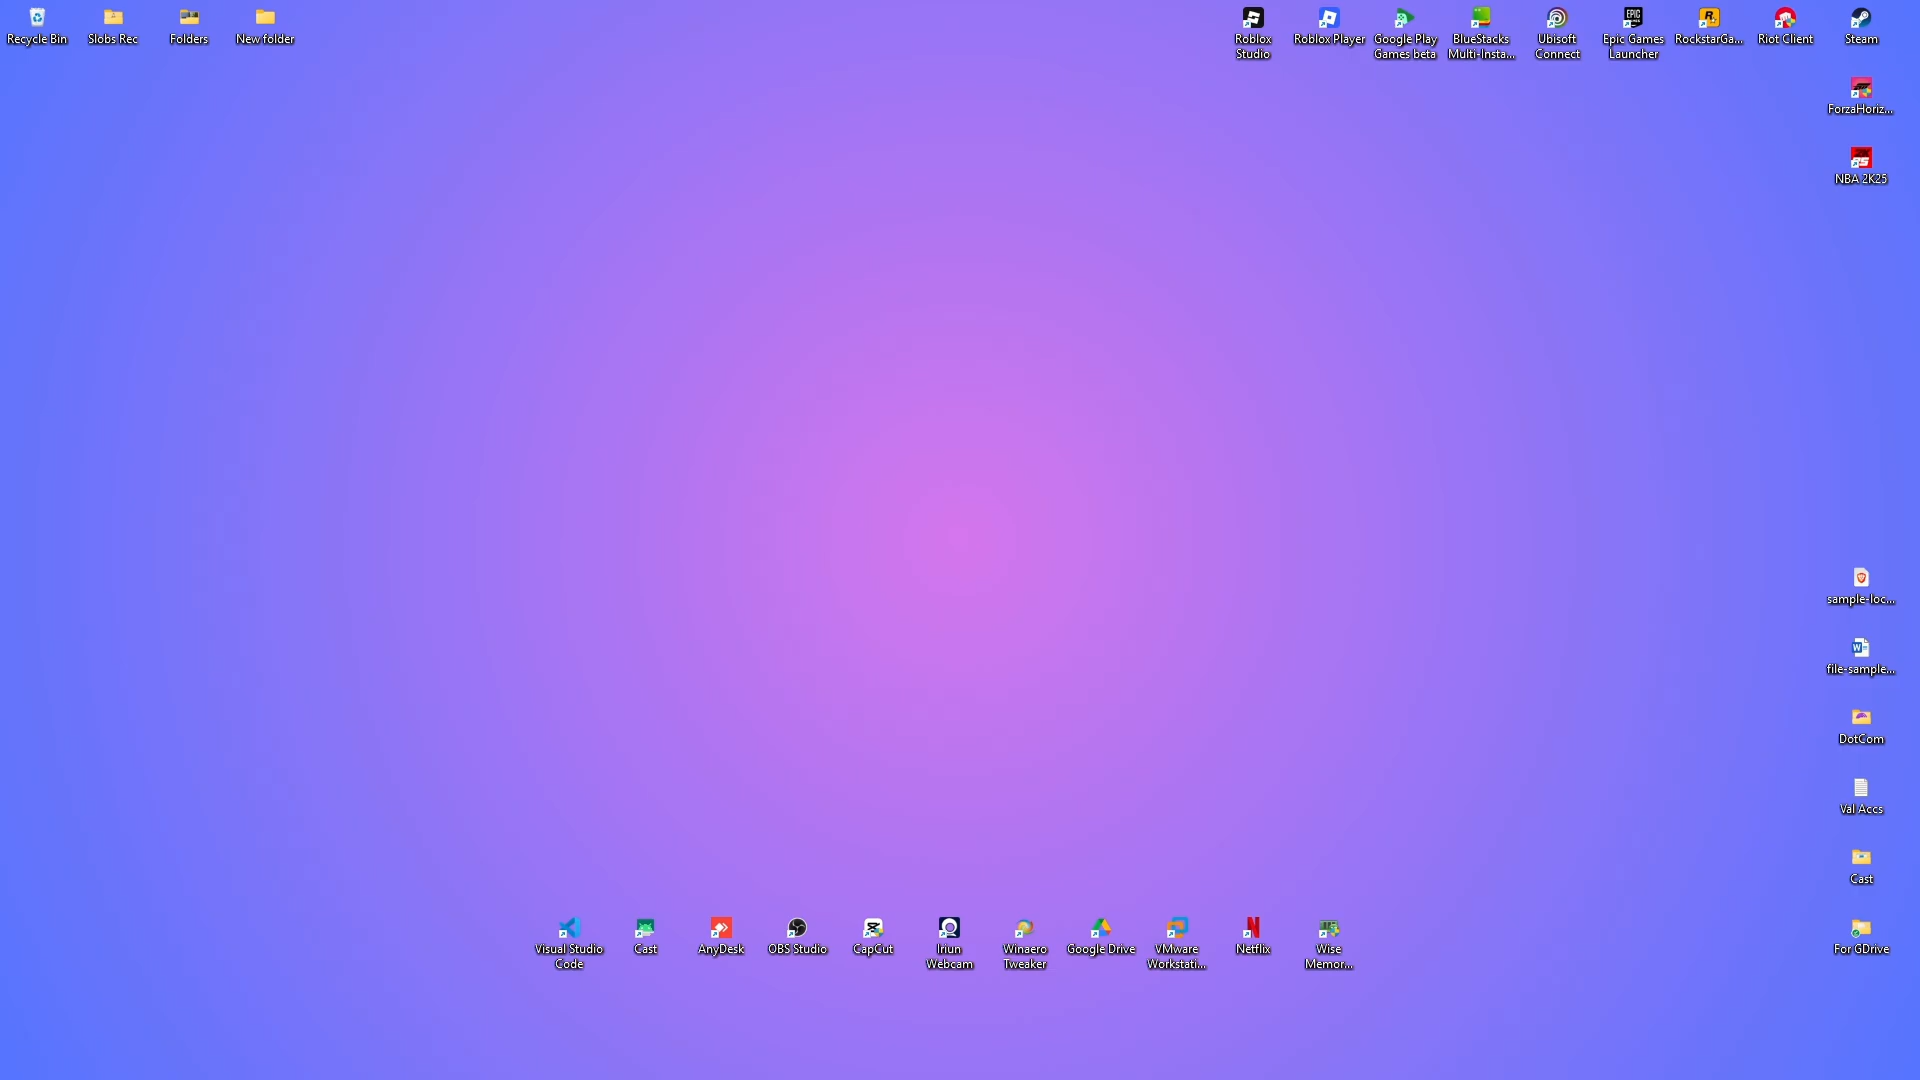 Recycle Bin
Slobs Rec
Folders
New folder
Roblox
Studio
Roblox Player
Google Play
Games beta
BlueStacks
Multi-Insta...
Ubisoft
Connect
EPIC
GAMES
Epic Games
Launcher
RockstarGa...
Riot Client
Steam
ForzaHoriz...
NBA 2K25
sample-loc...
file-sample...
DotCom
Val Accs
Cast
For GDrive
Visual Studio
Code
Cast
AnyDesk
OBS Studio
CapCut
Iriun
Webcam
Winaero
Tweaker
Google Drive
VMware
Workstati...
Netflix
Wise
Memor...